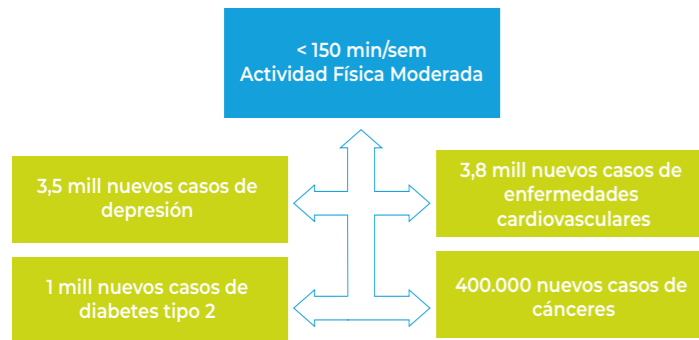 < 150 min/sem
Actividad Física Moderada
3,5 mill nuevos casos de
depresión
3,8 mill nuevos casos de
enfermedades
cardiovasculares
1 mill nuevos casos de
diabetes tipo 2
400.000 nuevos casos de
cánceres